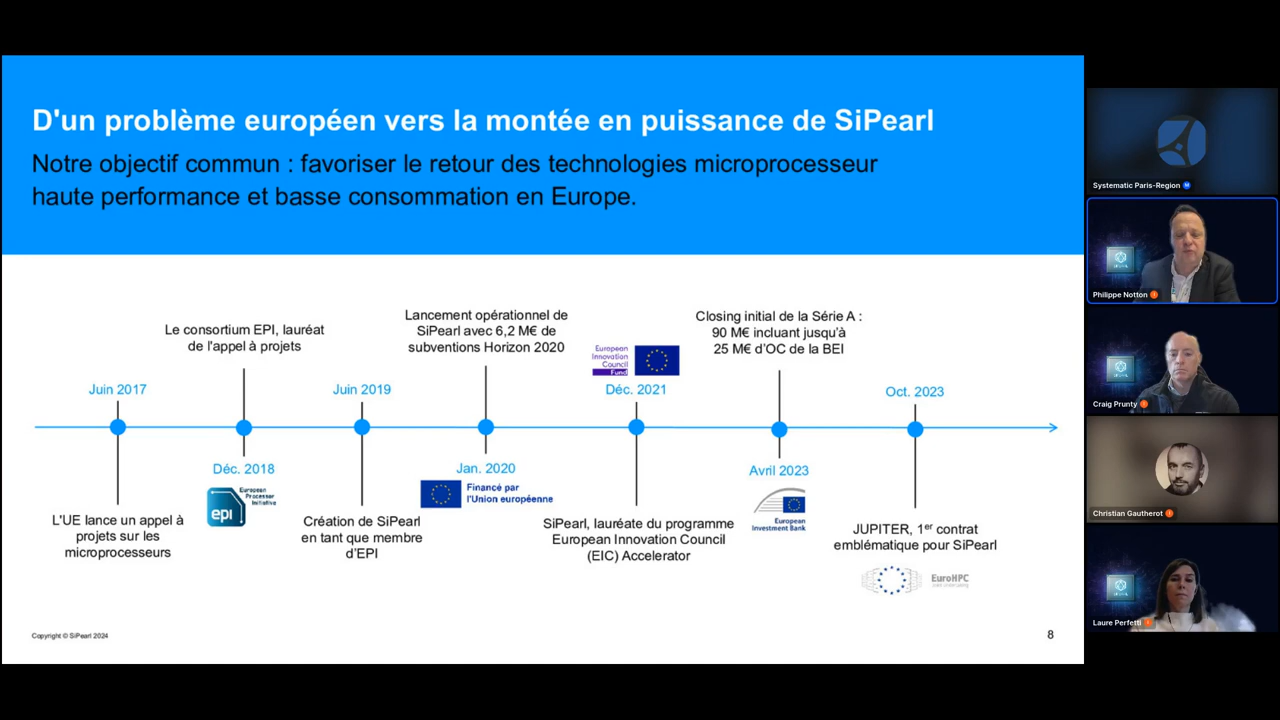 D'un problème européen vers la montée en puissance de SiPearl
Notre objectif commun : favoriser le retour des technologies microprocesseur
haute performance et basse consommation en Europe.
Juin 2017
L'UE lance un appel à
projets sur les
microprocesseurs
Le consortium EPI, lauréat
de l'appel à projets
Déc. 2018
epi
European
Processor
Initiative
Juin 2019
Création de SiPearl
en tant que membre
d'EPI
Lancement opérationnel de
SiPearl avec 6,2 M€ de
subventions Horizon 2020
Jan. 2020
Financé par
l'Union européenne
European
Innovation
Council
Fund
Déc. 2021
SiPearl, lauréate du programme
European Innovation Council
(EIC) Accelerator
Closing initial de la Série A :
90 M€ incluant jusqu'à
25 M€ d'OC de la BEI
Avril 2023
European
Investment Bank
Oct. 2023
JUPITER, 1er contrat
emblématique pour SiPearl
EuroHPC
Copyright © SiPearl 2024
8
Systematic Paris-Region
Philippe Notton
Craig Prunty
Christian Gautherot
Laure Perfetti